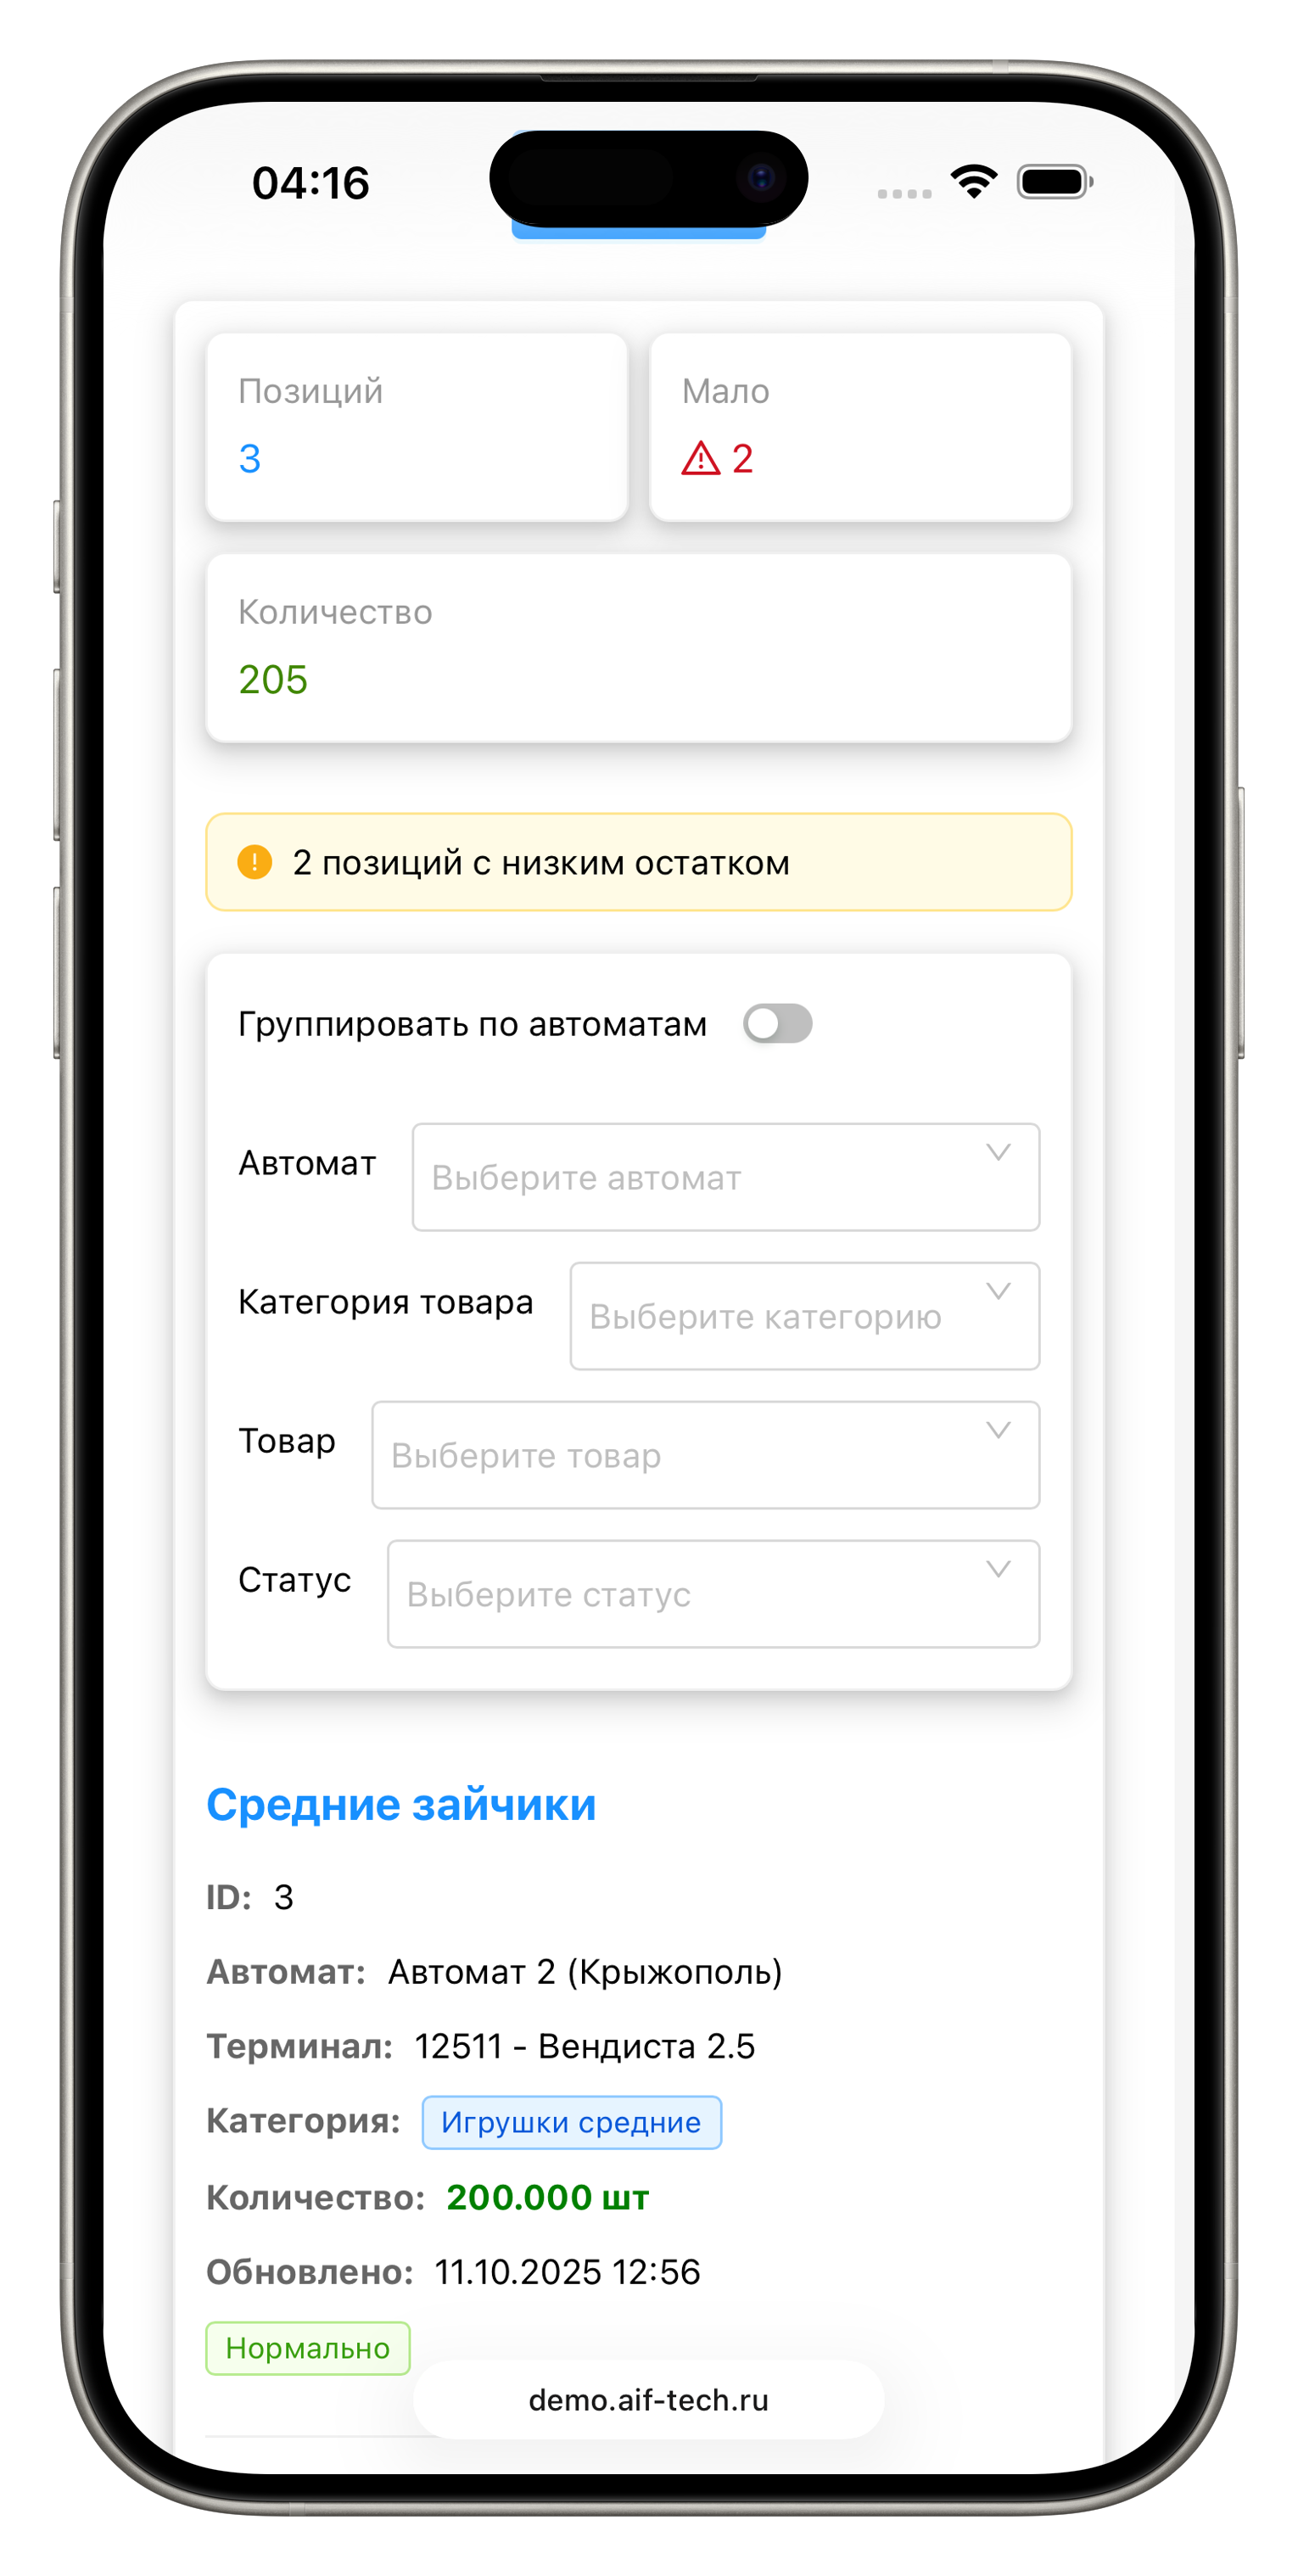 04:16
Позиций
Мало
3
2
Количество
205
2 позиций с низким остатком
Группировать по автоматам
Автомат
Выберите автомат
Категория товара
Выберите категорию
Товар
Выберите товар
Статус
Выберите статус
Средние зайчики
ID: 3
Автомат: Автомат 2 (Крыжополь)
Терминал: 12511 - Вендиста 2.5
Категория: Игрушки средние
Количество: 200.000 шт
Обновлено: 11.10.2025 12:56
Нормально
demo.aif-tech.ru